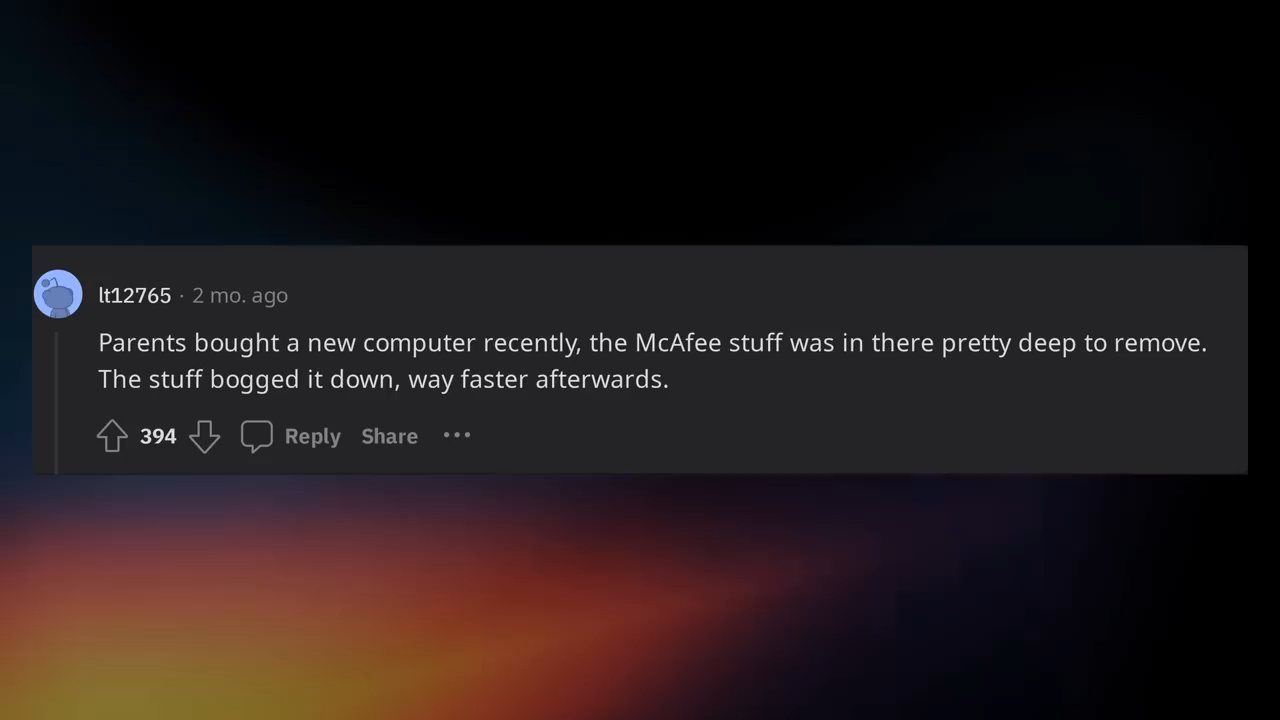 lt12765 · 2 mo. ago
Parents bought a new computer recently, the McAfee stuff was in there pretty deep to remove.
The stuff bogged it down, way faster afterwards.
394 Reply Share •••